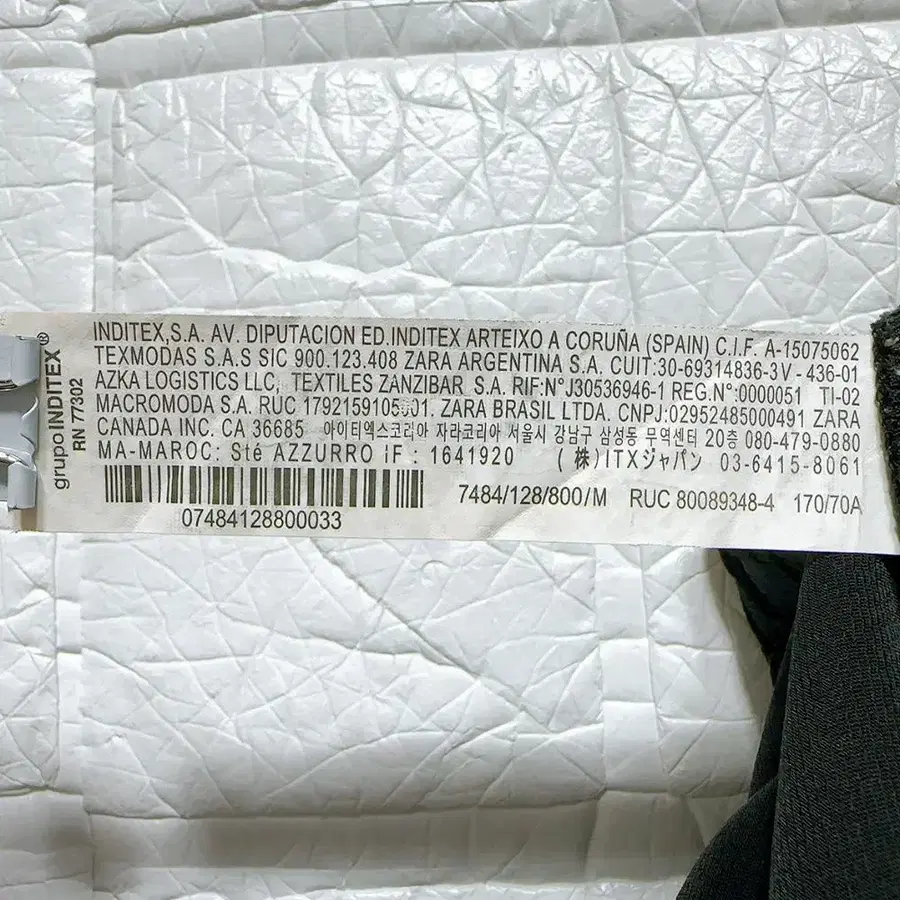 grupo INDITEX®
RN 77302
INDITEX,S.A. AV. DIPUTACION ED.INDITEX ARTEIXO A CORUÑA (SPAIN) C.I.F. A-15075062
TEXMODAS S.A.S SIC 900.123.408 ZARA ARGENTINA S.A. CUIT:30-69314836-3V - 436-01
AZKA LOGISTICS LLC, TEXTILES ZANZIBAR S.A. RIF:N°J30536946-1 REG.N°:0000051 TI-02
MACROMODA S.A. RUC 1792159105001. ZARA BRASIL LTDA. CNPJ:02952485000491 ZARA
CANADA INC. CA 36685 아이티엑스코리아 자라코리아 서울시 강남구 삼성동 무역센터 20층 080-479-0880
MA-MAROC: Sté AZZURRO IF : 1641920 (株)ITXジャパン 03-6415-8061
7484/128/800/M RUC 80089348-4 170/70A
07484128800033